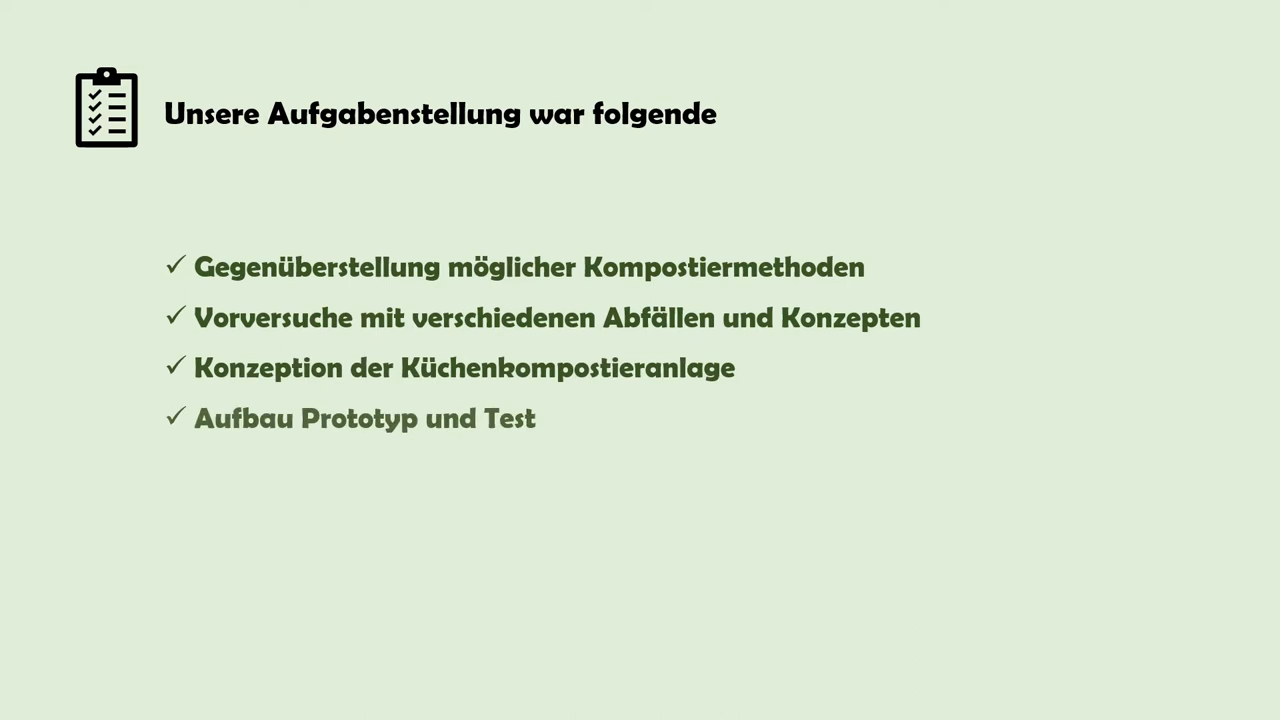 Unsere Aufgabenstellung war folgende
✓ Gegenüberstellung möglicher Kompostiermethoden
✓ Vorversuche mit verschiedenen Abfällen und Konzepten
✓ Konzeption der Küchenkompostieranlage
✓ Aufbau Prototyp und Test